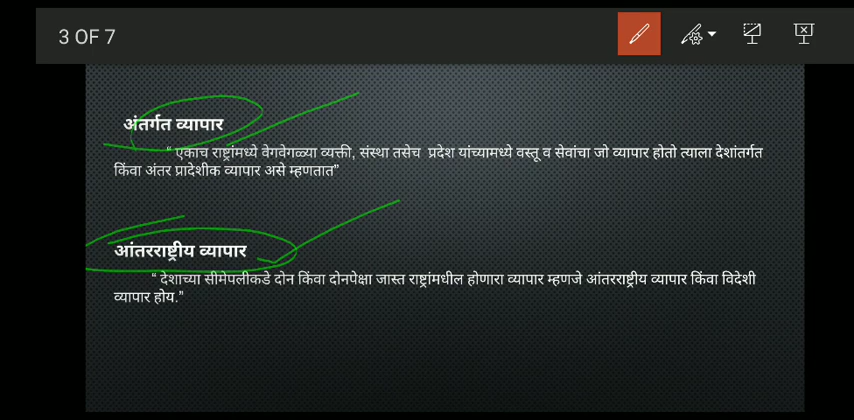 3 OF 7
अंतर्गत व्यापार
“ एकाच राष्ट्रांमध्ये वेगवेगळ्या व्यक्ती, संस्था तसेच प्रदेश यांच्यामध्ये वस्तू व सेवांचा जो व्यापार होतो त्याला देशांतर्गत
किंवा अंतर प्रादेशीक व्यापार असे म्हणतात”
आंतरराष्ट्रीय व्यापार
“ देशाच्या सीमेपलीकडे दोन किंवा दोनपेक्षा जास्त राष्ट्रांमधील होणारा व्यापार म्हणजे आंतरराष्ट्रीय व्यापार किंवा विदेशी
व्यापार होय.”